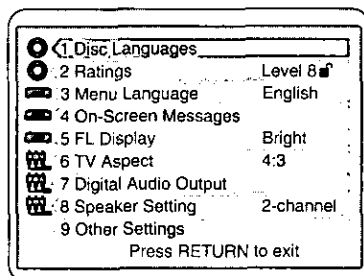 1 Disc Languages
2 Ratings Level 8
3 Menu Language English
4 On-Screen Messages
5 FL Display Bright
6 TV Aspect 4:3
7 Digital Audio Output
8 Speaker Setting 2-channel
9 Other Settings
Press RETURN to exit